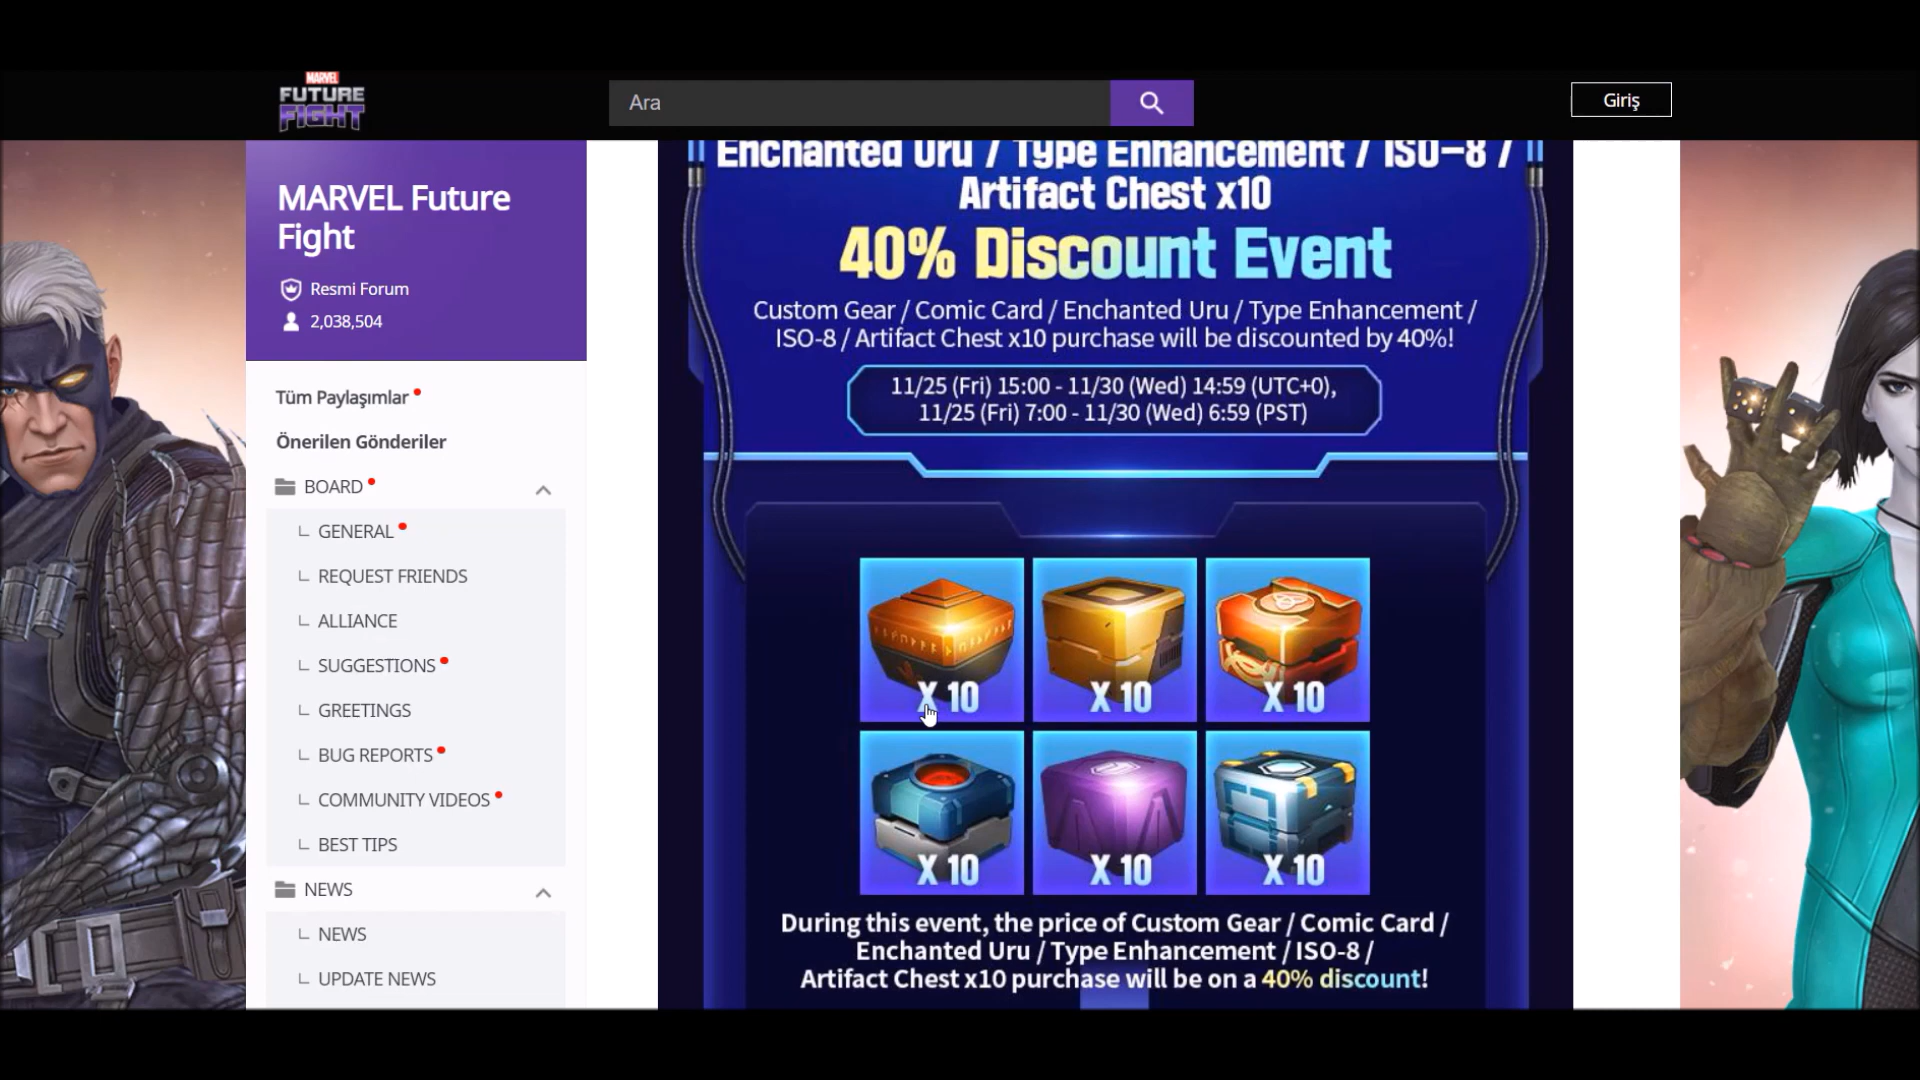 MARVEL
FUTURE
FIGHT
Ara
Giriş
MARVEL Future
Fight
Resmi Forum
2,038,504
Tüm Paylaşımlar
Önerilen Gönderiler
BOARD
GENERAL
REQUEST FRIENDS
ALLIANCE
SUGGESTIONS
GREETINGS
BUG REPORTS
COMMUNITY VIDEOS
BEST TIPS
NEWS
NEWS
UPDATE NEWS
Enchanted Uru / Type Enhancement / ISO-8 /
Artifact Chest x10
40% Discount Event
Custom Gear / Comic Card / Enchanted Uru / Type Enhancement /
ISO-8 / Artifact Chest x10 purchase will be discounted by 40%!
11/25 (Fri) 15:00 - 11/30 (Wed) 14:59 (UTC+0),
11/25 (Fri) 7:00 - 11/30 (Wed) 6:59 (PST)
X 10
X 10
X 10
X 10
X 10
X 10
During this event, the price of Custom Gear / Comic Card /
Enchanted Uru / Type Enhancement / ISO-8 /
Artifact Chest x10 purchase will be on a 40% discount!